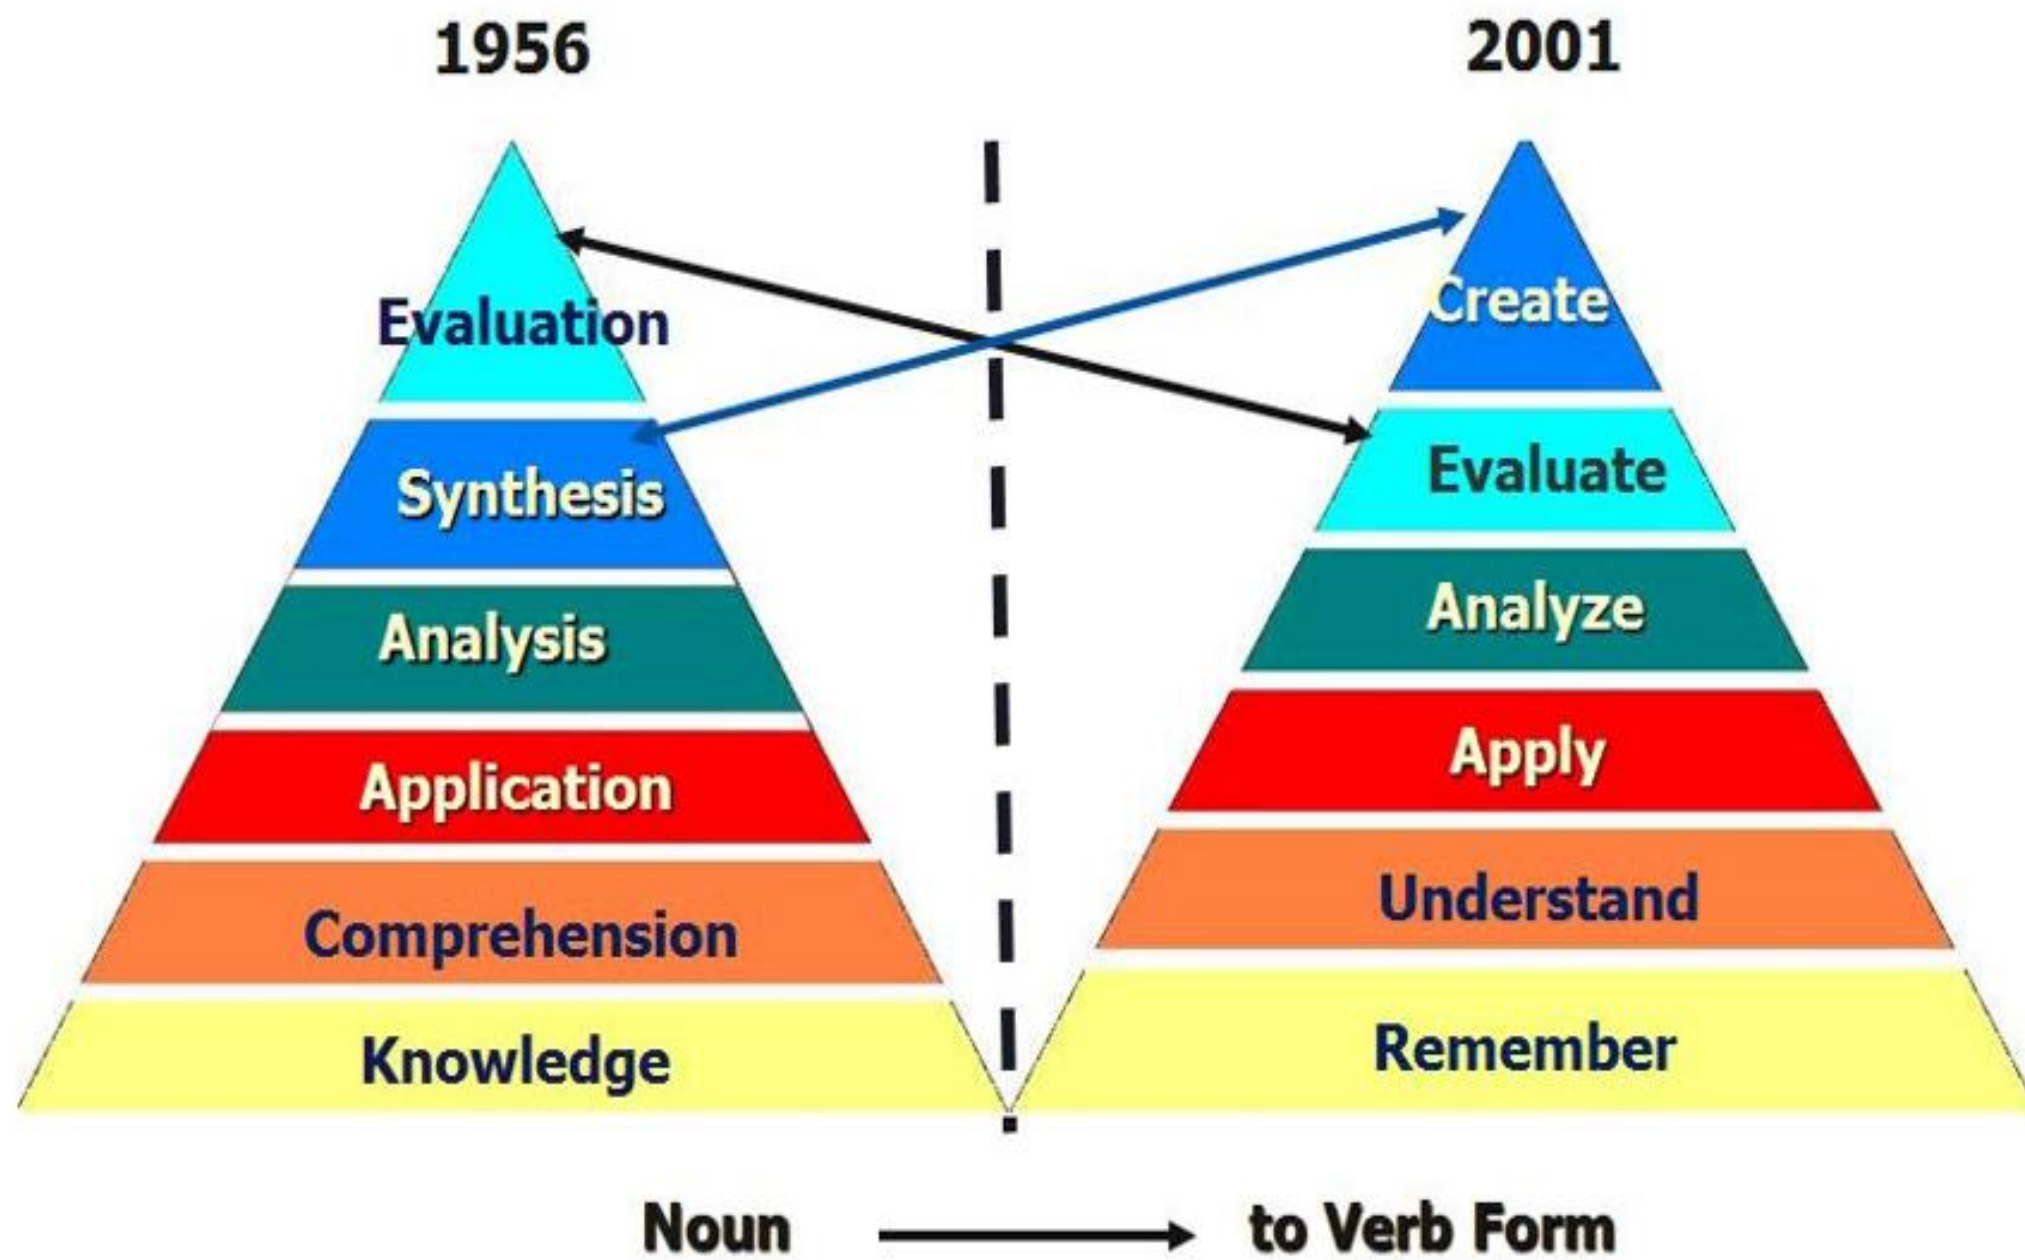 1956
Evaluation
Synthesis
Analysis
Application
Comprehension
Knowledge
2001
Create
Evaluate
Analyze
Apply
Understand
Remember
Noun to Verb Form